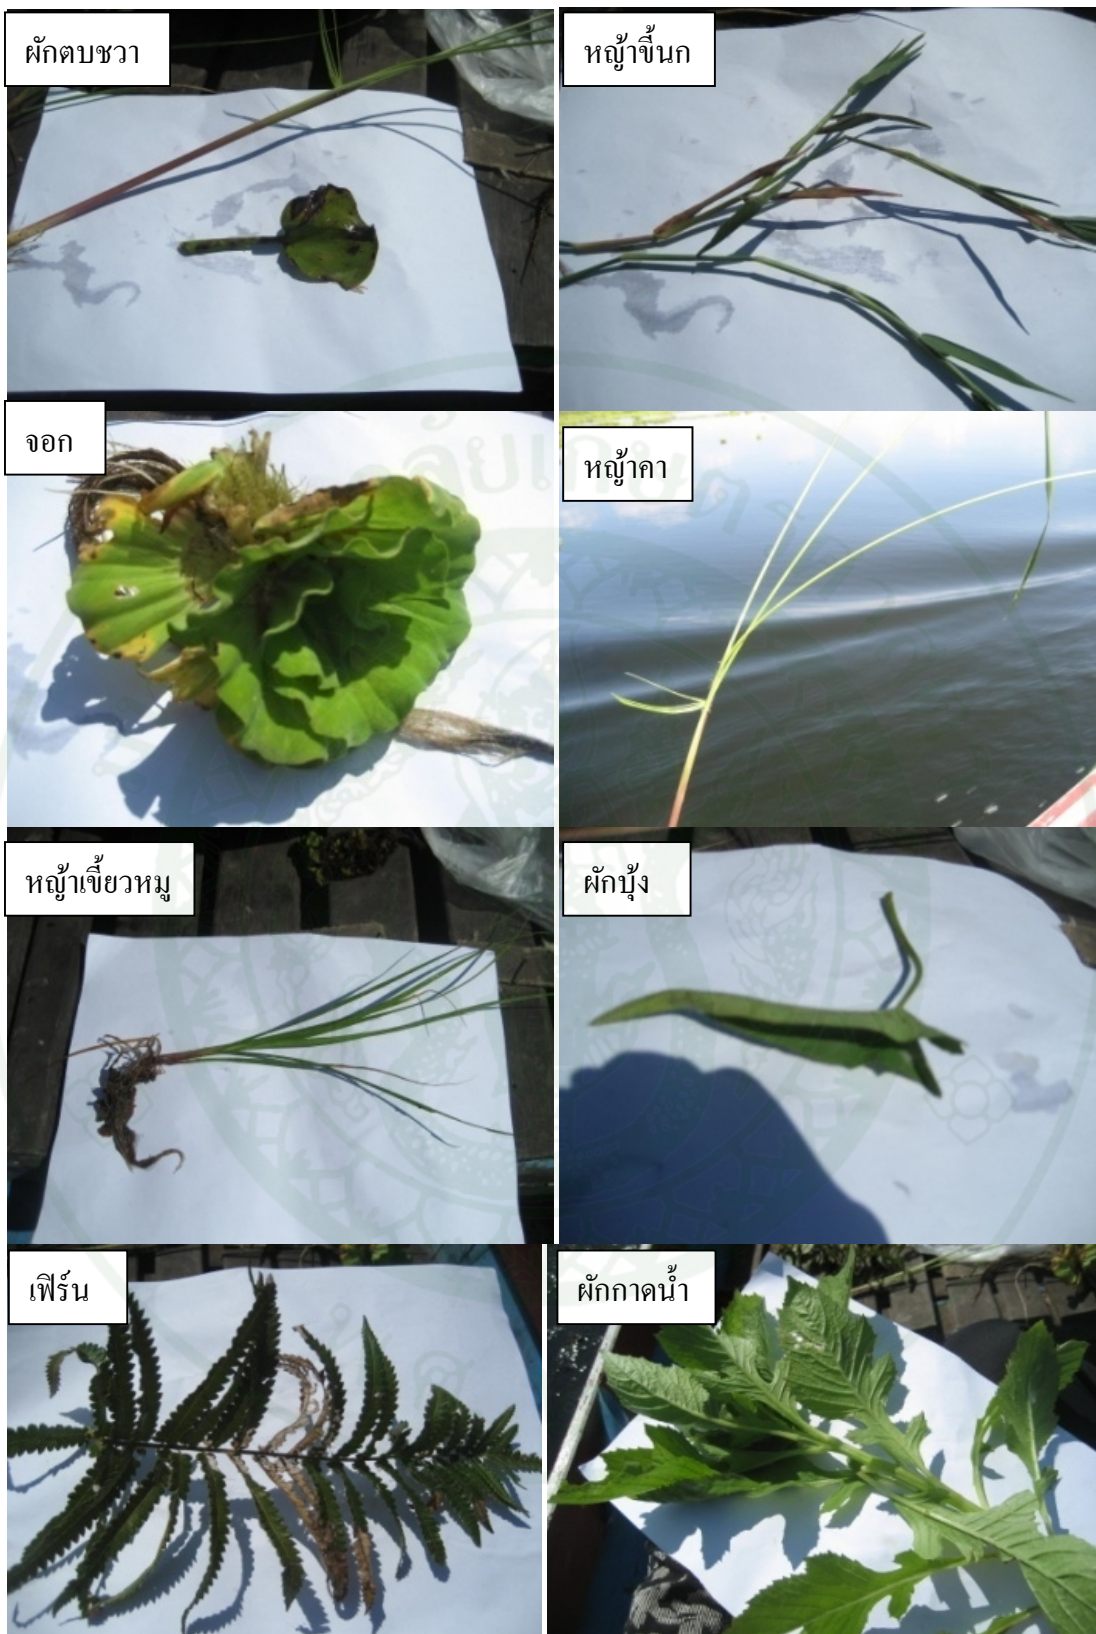 ผักตบชวา
หญ้าขี้นก
จอก
หญ้าคา
หญ้าเขี้ยวหมู
ผักบุ้ง
เฟิร์น
ผักกาดน้ำ